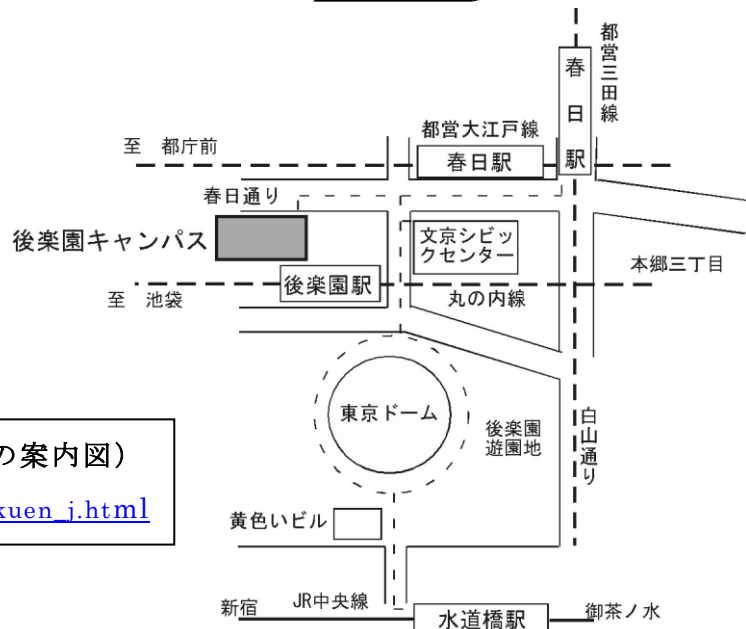 都営三田線
春日駅
都営大江戸線
至 都庁前
春日駅
春日通り
後楽園キャンパス
文京シビッ
クセンター
本郷三丁目
後楽園駅
至 池袋
丸の内線
東京ドーム
後楽園
遊園地
白山通り
の案内図）
kuen_j.html
黄色いビル
新宿
JR中央線
水道橋駅
御茶ノ水